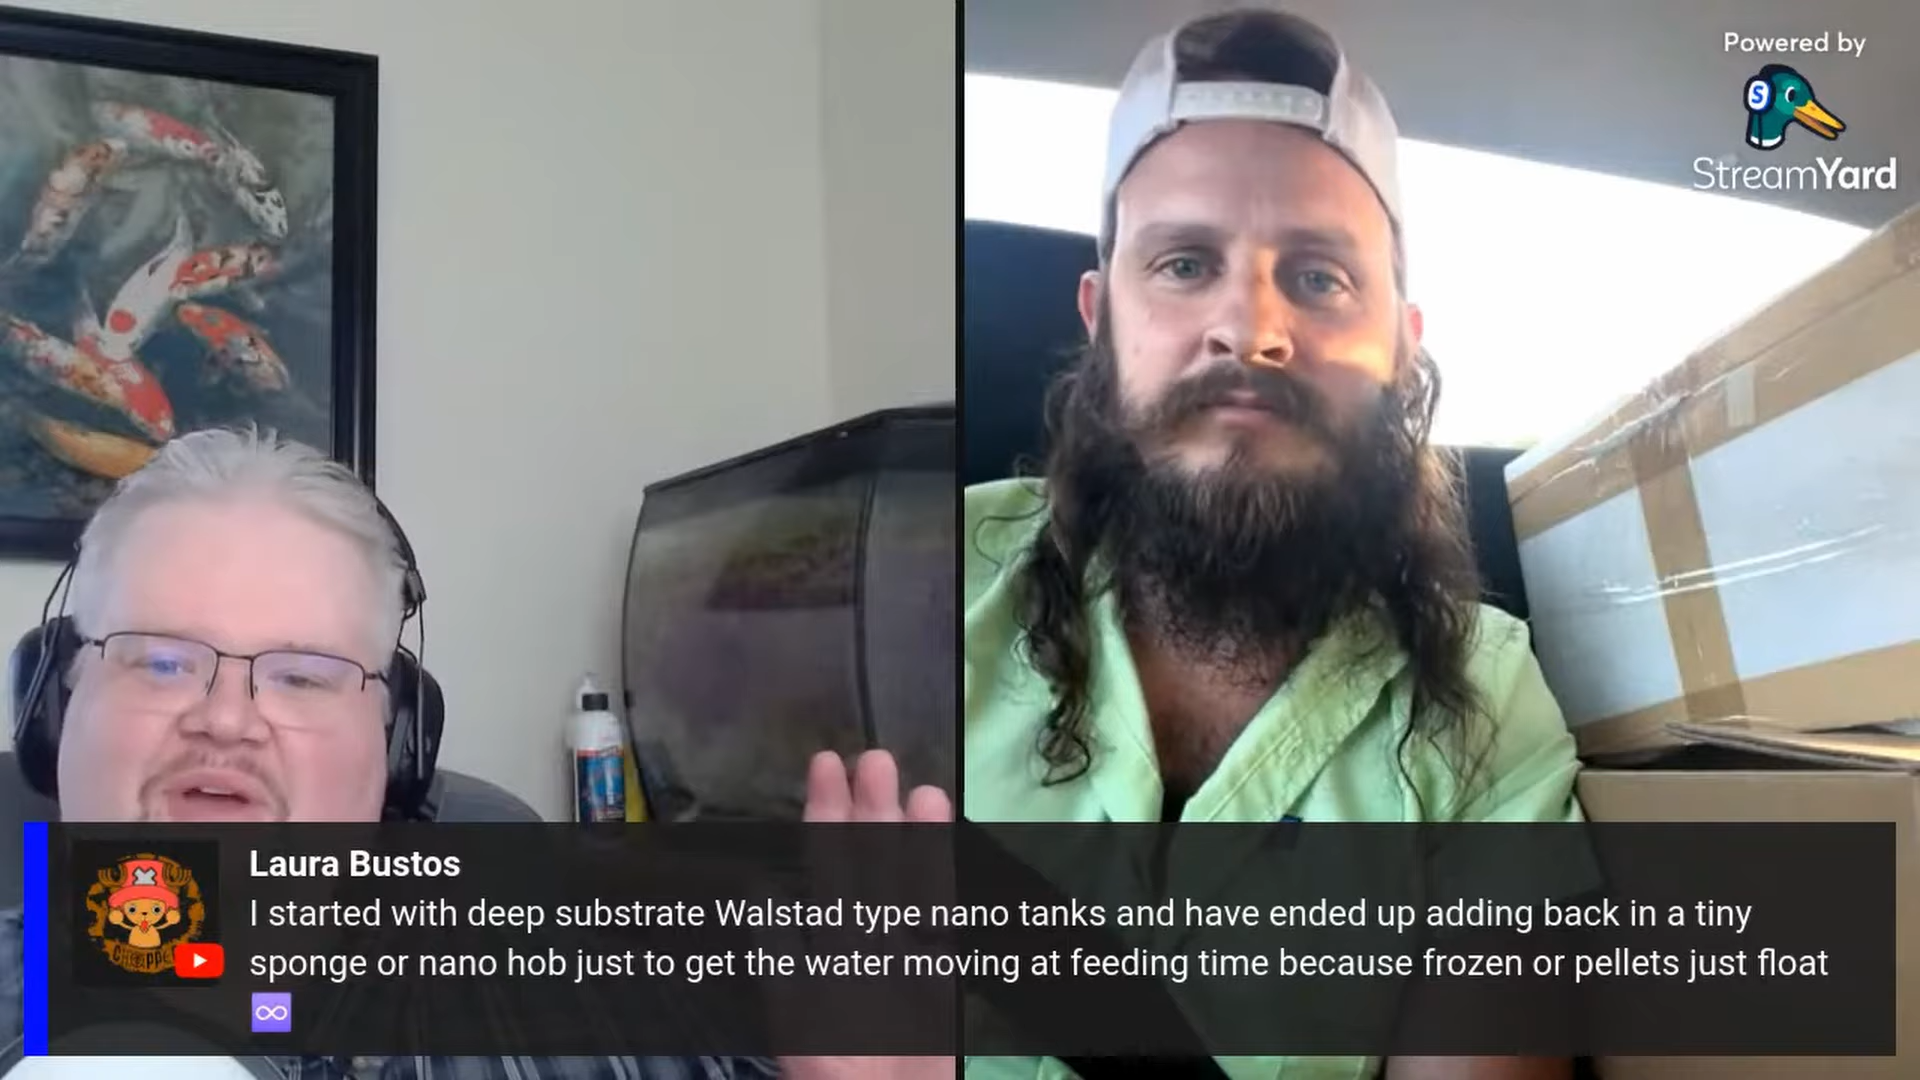 Powered by
S
StreamYard
Laura Bustos
I started with deep substrate Walstad type nano tanks and have ended up adding back in a tiny
sponge or nano hob just to get the water moving at feeding time because frozen or pellets just float
♾️